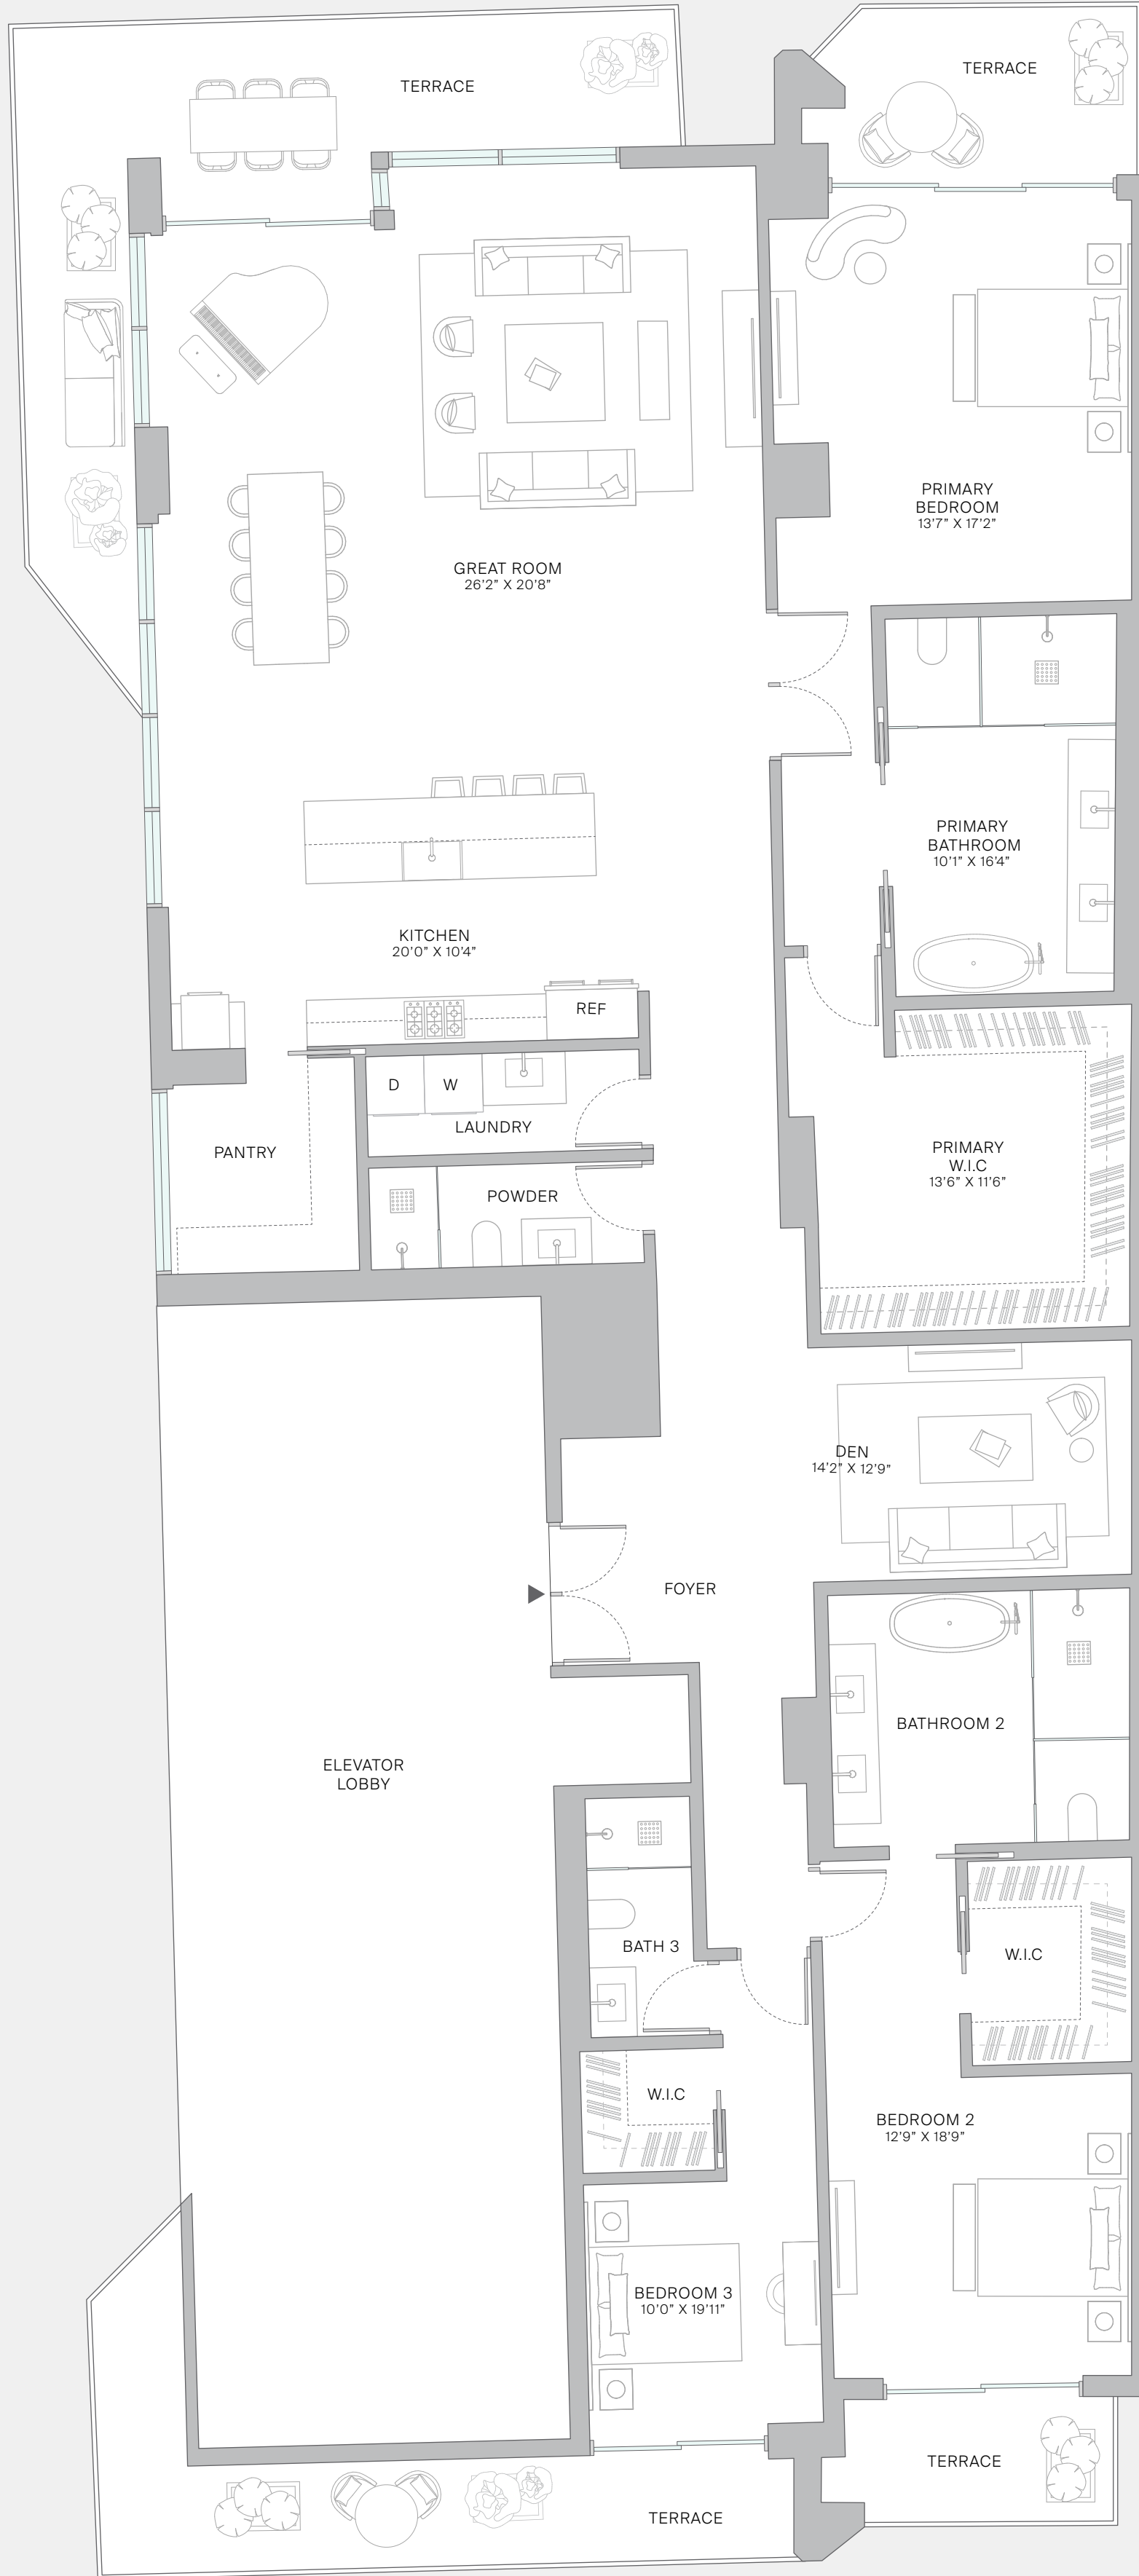 TERRACE
TERRACE
PRIMARY
BEDROOM
13'7" X 17'2"
GREAT ROOM
26'2" X 20'8"
PRIMARY
BATHROOM
10'1" X 16'4"
KITCHEN
20'0" X 10'4"
REF
D
W
LAUNDRY
PANTRY
POWDER
PRIMARY
W.I.C
13'6" X 11'6"
DEN
14'2" X 12'9"
FOYER
BATHROOM 2
ELEVATOR
LOBBY
BATH 3
W.I.C
W.I.C
BEDROOM 2
12'9" X 18'9"
BEDROOM 3
10'0" X 19'11"
TERRACE
TERRACE